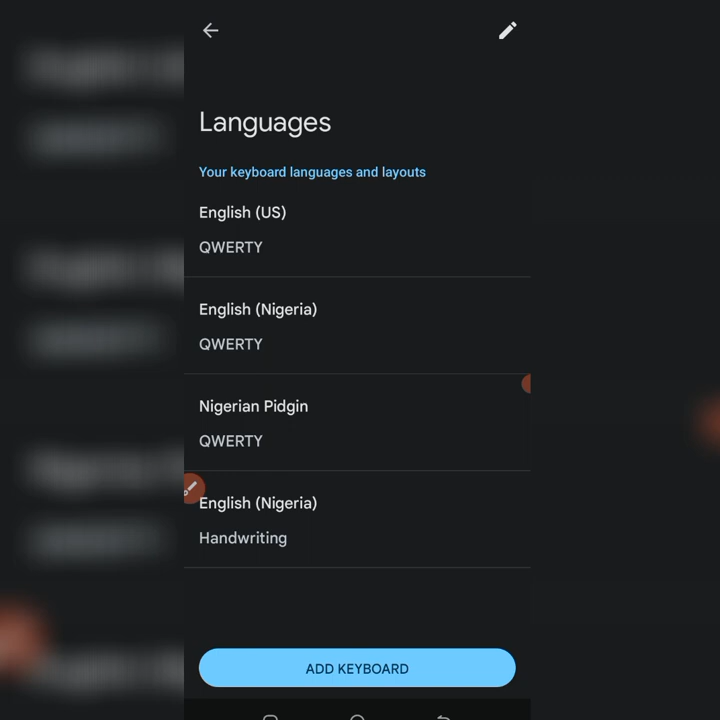 Languages
Your keyboard languages and layouts
English (US)
QWERTY
English (Nigeria)
QWERTY
Nigerian Pidgin
QWERTY
English (Nigeria)
Handwriting
ADD KEYBOARD